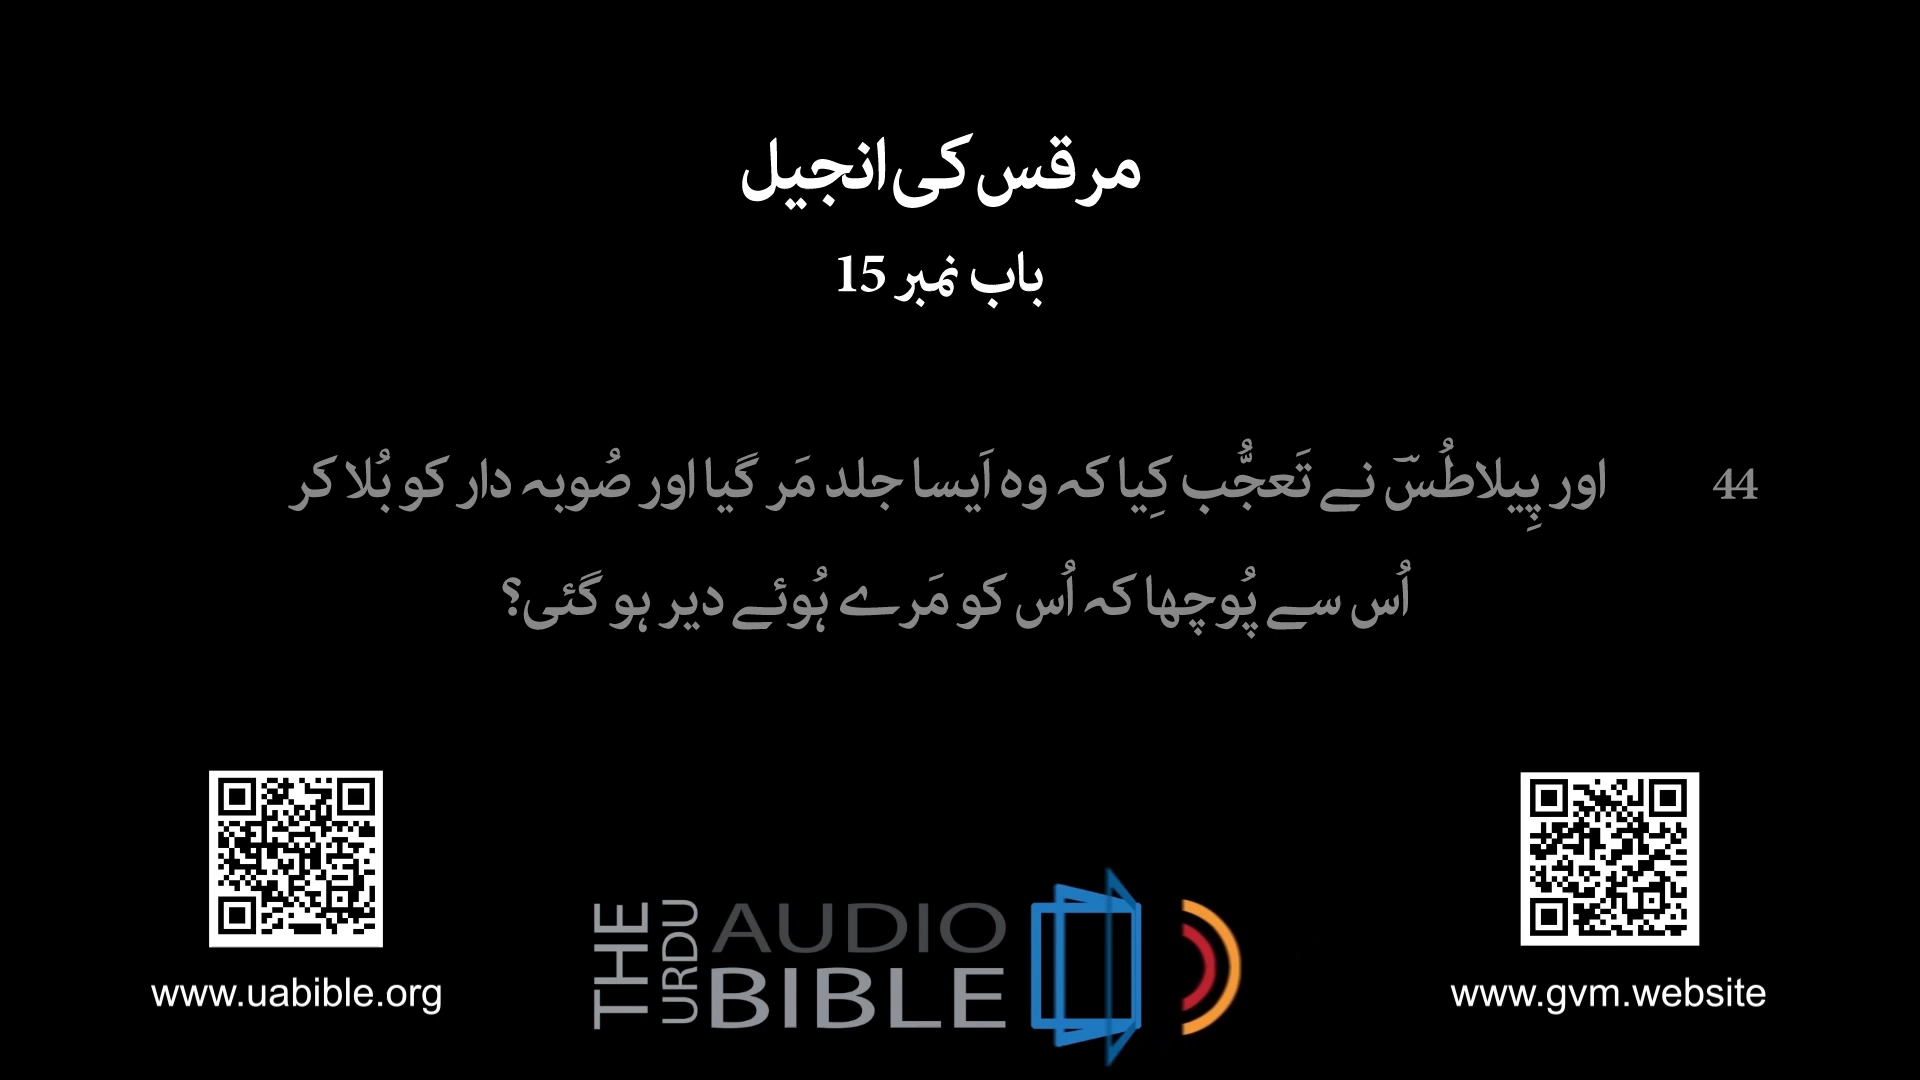 مرقس کی انجیل
باب نمبر 15
44 اور پِیلاطُسؔ نے تَعجُّب کِیا کہ وہ اَیسا جلد مَر گیا اور صُوبہ دار کو بُلا کر
اُس سے پُوچھا کہ اُس کو مَرے ہُوئے دیر ہو گئی؟
www.uabible.org
THE URDU AUDIO BIBLE
www.gvm.website